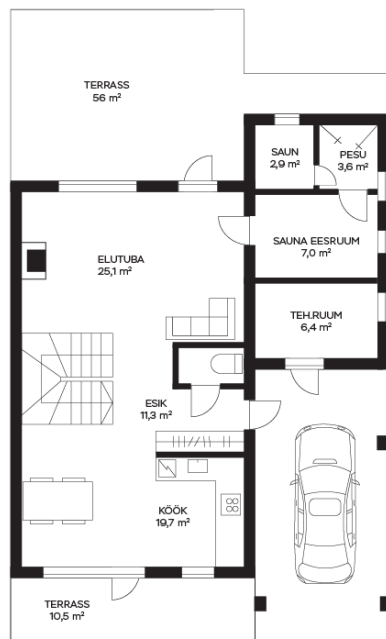 TERRASS
56 m²
SAUN
2,9 m²
PESU
3,6 m²
ELUTUBA
25,1 m²
SAUNA EESRUUM
7,0 m²
TEH.RUUM
6,4 m²
ESIK
11,3 m²
KÖÖK
19,7 m²
TERRASS
10,5 m²